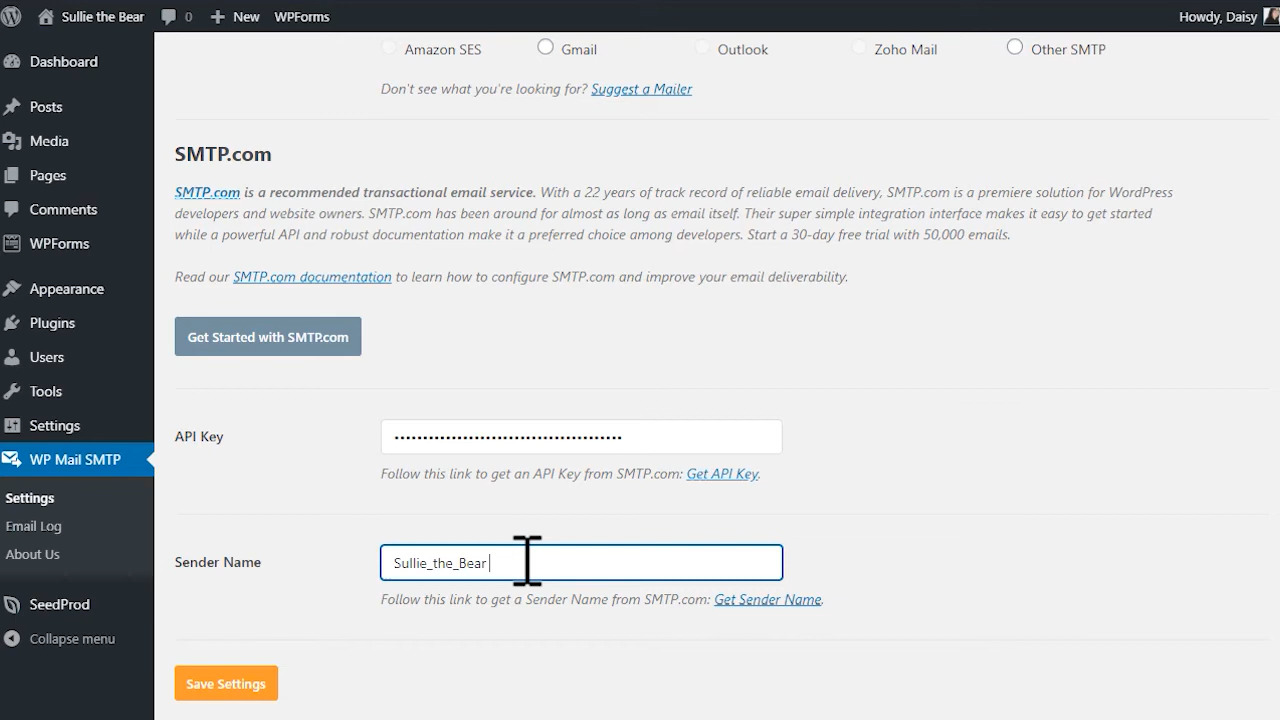 Sullie the Bear 0 New WPForms Howdy, Daisy
Dashboard
Posts
Media
Pages
Comments
WPForms
Appearance
Plugins
Users
Tools
Settings
WP Mail SMTP
Settings
Email Log
About Us
SeedProd
Collapse menu
Amazon SES Gmail Outlook Zoho Mail Other SMTP
Don't see what you're looking for? Suggest a Mailer
SMTP.com
SMTP.com is a recommended transactional email service. With a 22 years of track record of reliable email delivery, SMTP.com is a premiere solution for WordPress
developers and website owners. SMTP.com has been around for almost as long as email itself. Their super simple integration interface makes it easy to get started
while a powerful API and robust documentation make it a preferred choice among developers. Start a 30-day free trial with 50,000 emails.
Read our SMTP.com documentation to learn how to configure SMTP.com and improve your email deliverability.
Get Started with SMTP.com
API Key
Follow this link to get an API Key from SMTP.com: Get API Key.
Sender Name Sullie_the_Bear
Follow this link to get a Sender Name from SMTP.com: Get Sender Name.
Save Settings